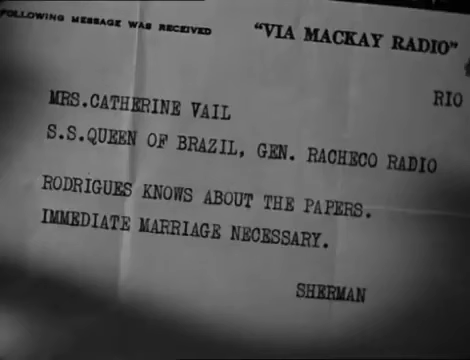 FOLLOWING MESSAGE WAS RECEIVED "VIA MACKAY RADIO"
RIO
MRS.CATHERINE VAIL
S.S.QUEEN OF BRAZIL, GEN. RACHECO RADIO
RODRIGUES KNOWS ABOUT THE PAPERS.
IMMEDIATE MARRIAGE NECESSARY.
SHERMAN